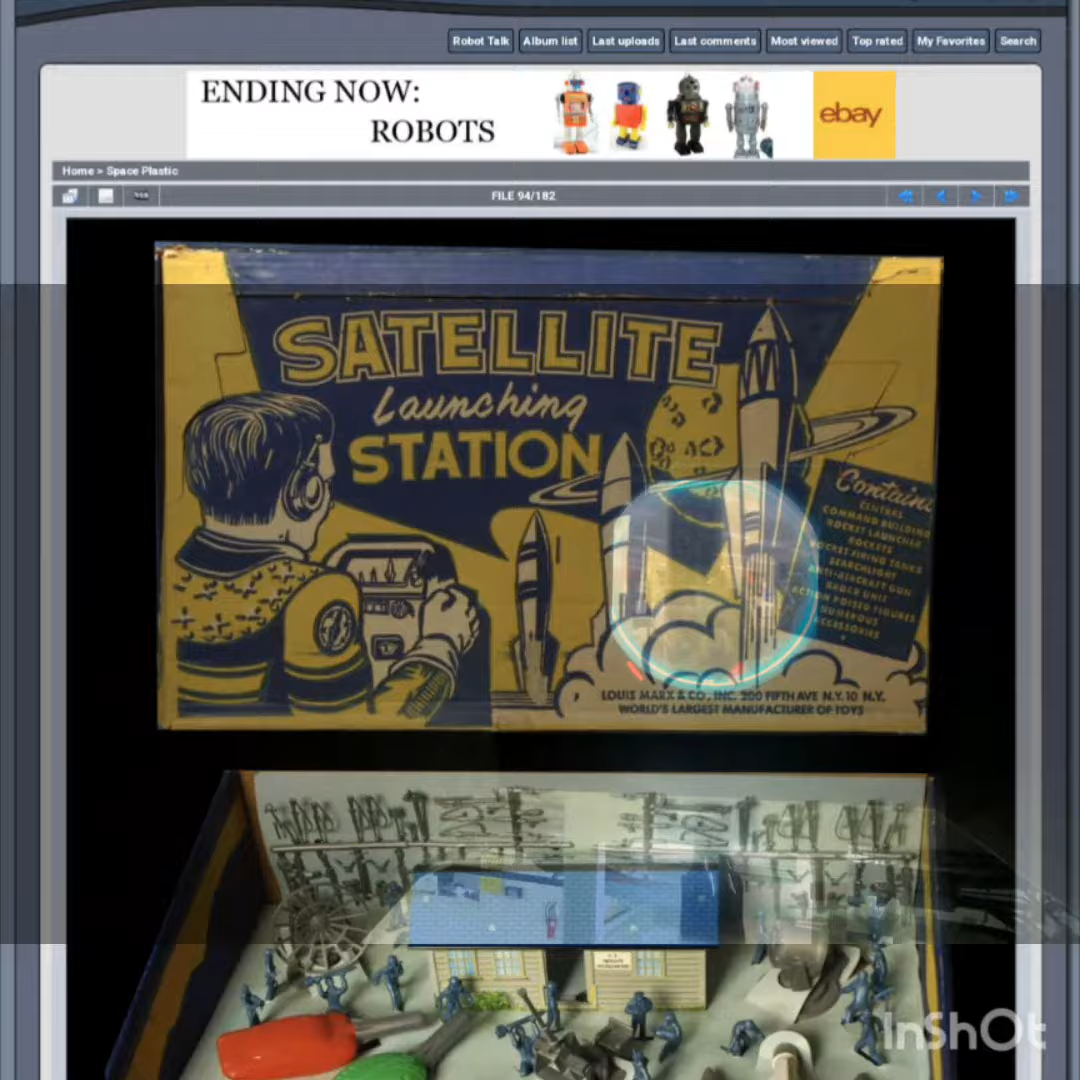 Robot Talk Album list Last uploads Last comments Most viewed Top rated My Favorites Search
ENDING NOW:
ROBOTS
ebay
Home > Space Plastic
FILE 94/182
SATELLITE
Launching
STATION
Contains
CENTRAL
COMMAND BUILDING
ROCKET LAUNCHER
ROCKETS
ROCKET FIRING TANKS
SEARCHLIGHT
ANTI-AIRCRAFT GUN
RADAR UNIT
ACTION POISED FIGURES
NUMEROUS
ACCESSORIES
LOUIS MARX & CO., INC. 200 FIFTH AVE N.Y. 10 N.Y.
WORLD'S LARGEST MANUFACTURER OF TOYS
InShOt